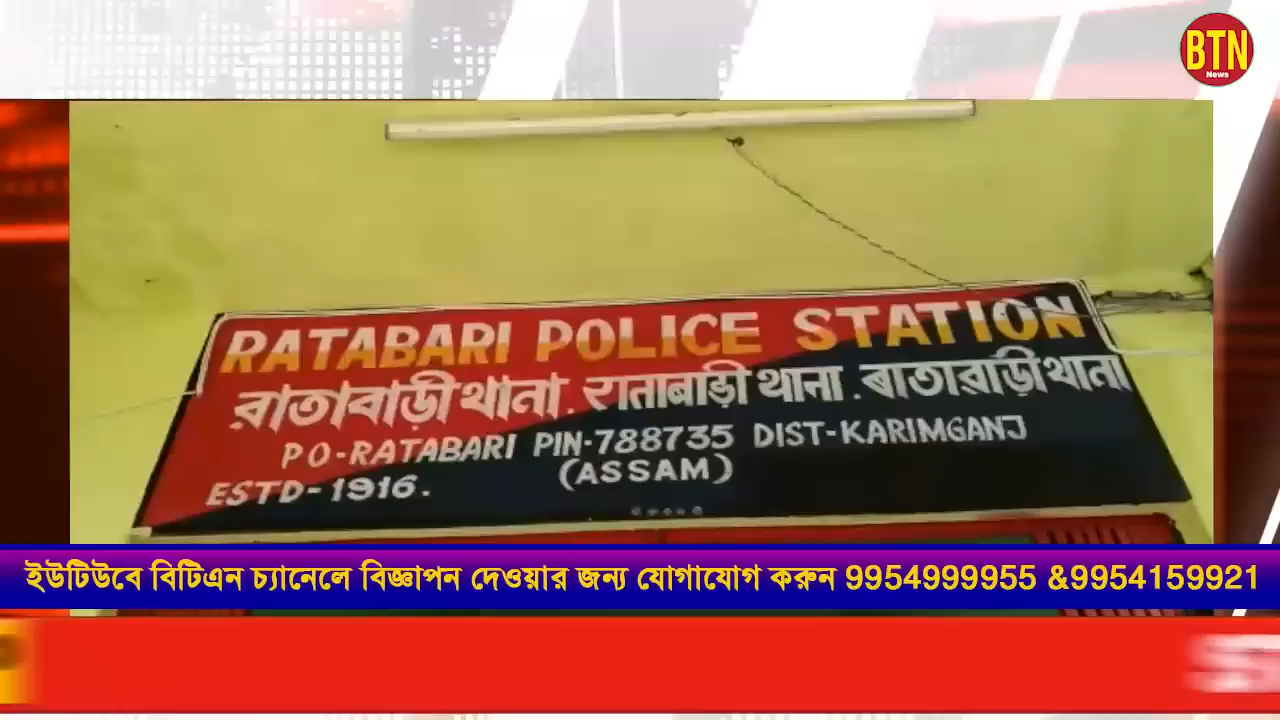 BTN
News
RATABARI POLICE STATION
রাতাবাড়ী থানা . रাताबाड़ी थाना . ৰাতাৱাড়ী থানা
PO-RATABARI PIN-788735 DIST-KARIMGANJ
(ASSAM)
ESTD-1916.
ইউটিউবে বিটিএন চ্যানেলে বিজ্ঞাপন দেওয়ার জন্য যোগাযোগ করুন 9954999955 &9954159921